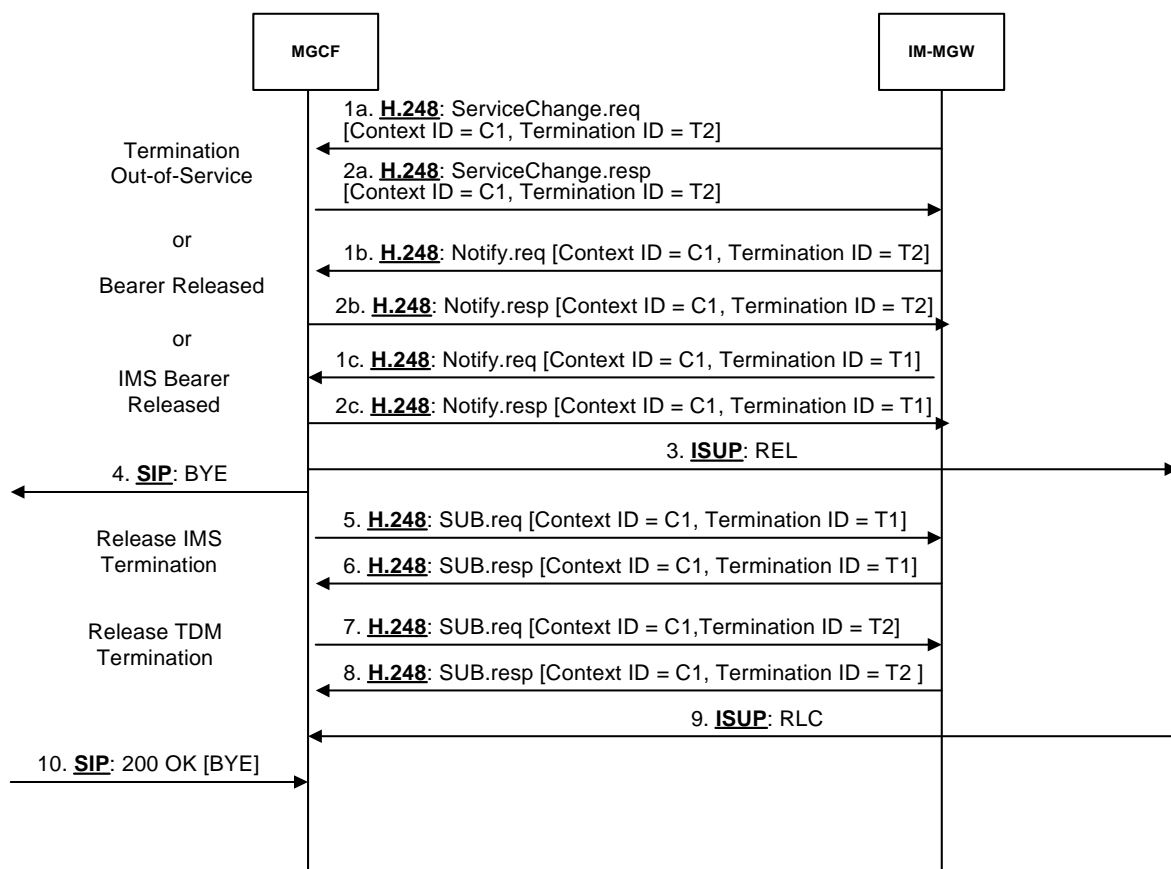 MGCF
IM-MGW
1a. H.248: ServiceChange.req
[Context ID = C1, Termination ID = T2]
Termination
Out-of-Service
2a. H.248: ServiceChange.resp
[Context ID = C1, Termination ID = T2]
or
1b. H.248: Notify.req [Context ID = C1, Termination ID = T2]
Bearer Released
2b. H.248: Notify.resp [Context ID = C1, Termination ID = T2]
or
1c. H.248: Notify.req [Context ID = C1, Termination ID = T1]
IMS Bearer
Released
2c. H.248: Notify.resp [Context ID = C1, Termination ID = T1]
3. ISUP: REL
4. SIP: BYE
5. H.248: SUB.req [Context ID = C1, Termination ID = T1]
Release IMS
Termination
6. H.248: SUB.resp [Context ID = C1, Termination ID = T1]
7. H.248: SUB.req [Context ID = C1,Termination ID = T2]
Release TDM
Termination
8. H.248: SUB.resp [Context ID = C1, Termination ID = T2 ]
9. ISUP: RLC
10. SIP: 200 OK [BYE]